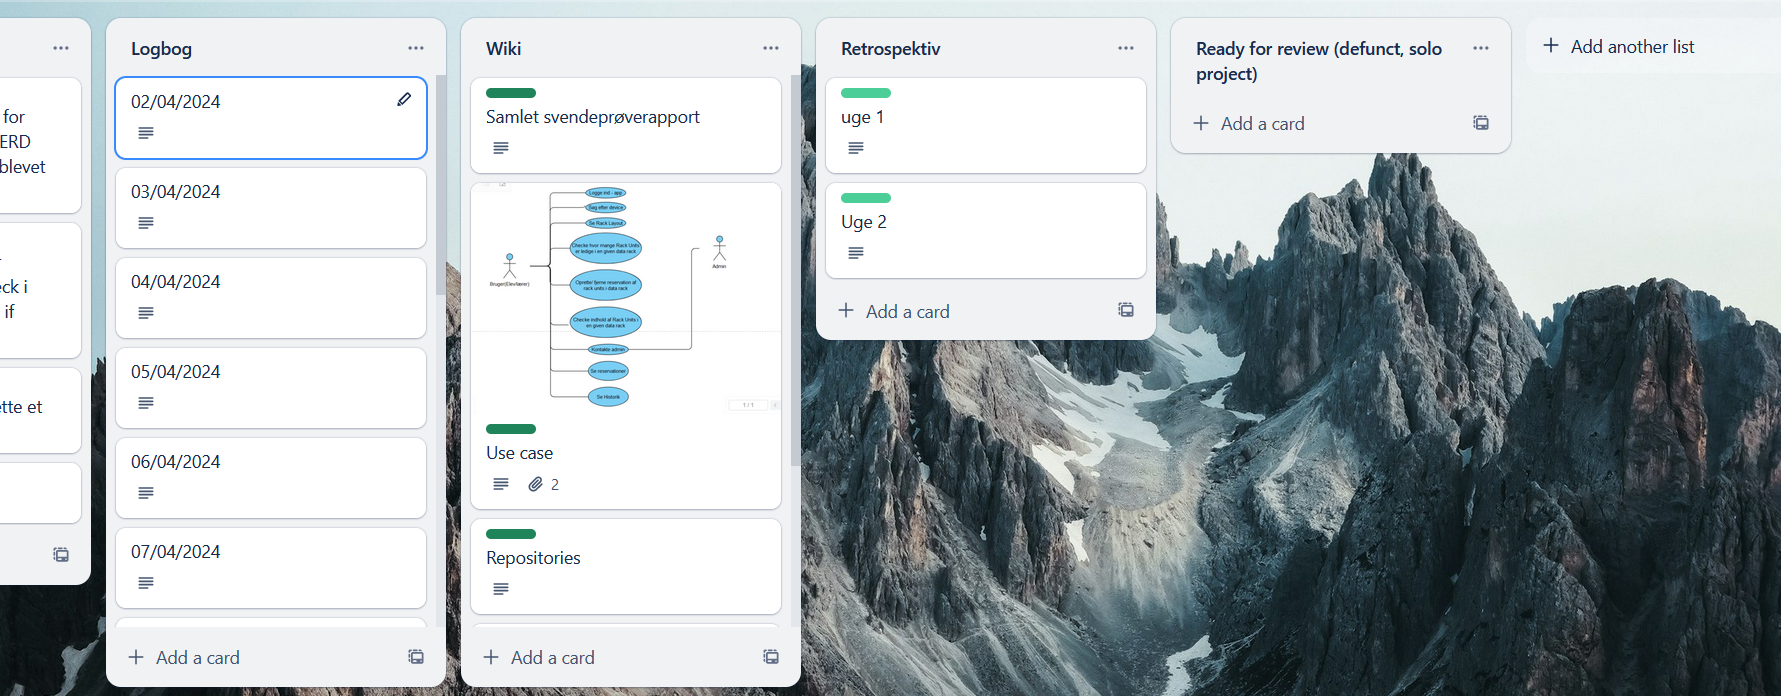 for
ERD
blevet
ck i
if
tte et
Logbog
02/04/2024
03/04/2024
04/04/2024
05/04/2024
06/04/2024
07/04/2024
Add a card
Wiki
Samlet svendeprøverapport
Logge ind - app
Søg efter device
Se Rack Layout
Checke hvor mange Rack Units
er ledige i en given data rack
Oprette/ fjerne reservation af
rack units i data rack
Checke indhold af Rack Units i
en given data rack
Kontakte admin
Se reservationer
Se Historik
Bruger(Elev/lærer)
Admin
1 / 1
Use case
2
Repositories
Add a card
Retrospektiv
uge 1
Uge 2
Add a card
Ready for review (defunct, solo
project)
Add a card
Add another list